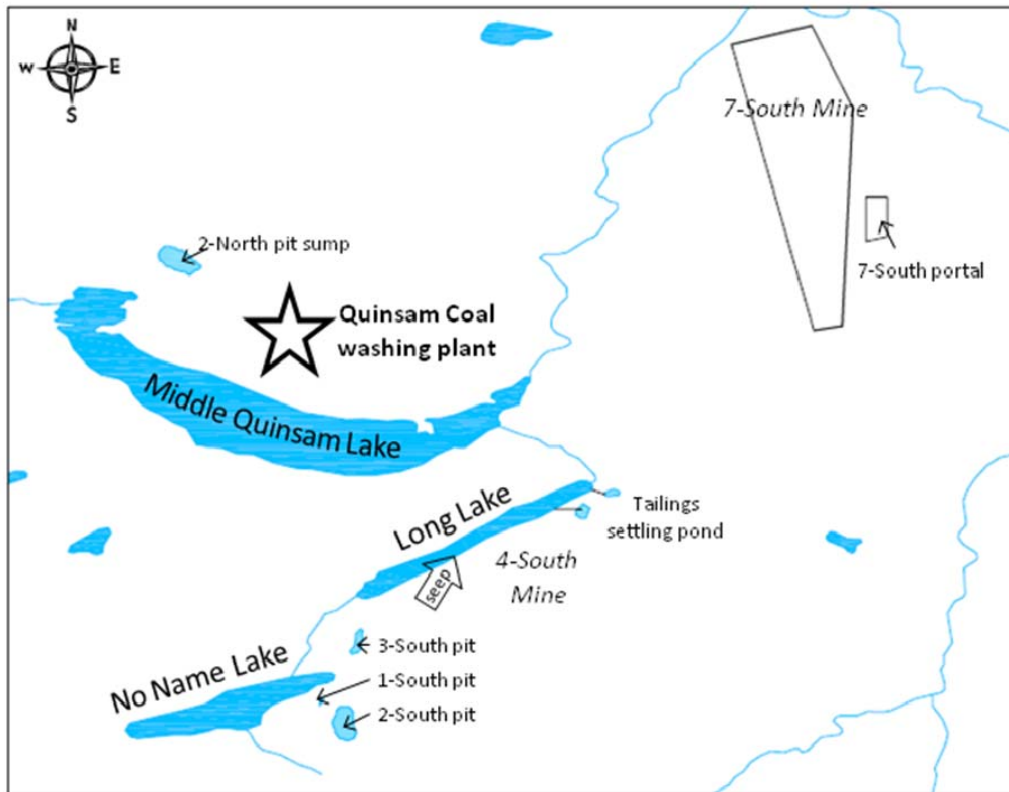 N
W
E
S
7-South Mine
2-North pit sump
7-South portal
Quinsam Coal
washing plant
Middle Quinsam Lake
Long Lake
Tailings
settling pond
4-South
Mine
seep
3-South pit
No Name Lake
1-South pit
2-South pit